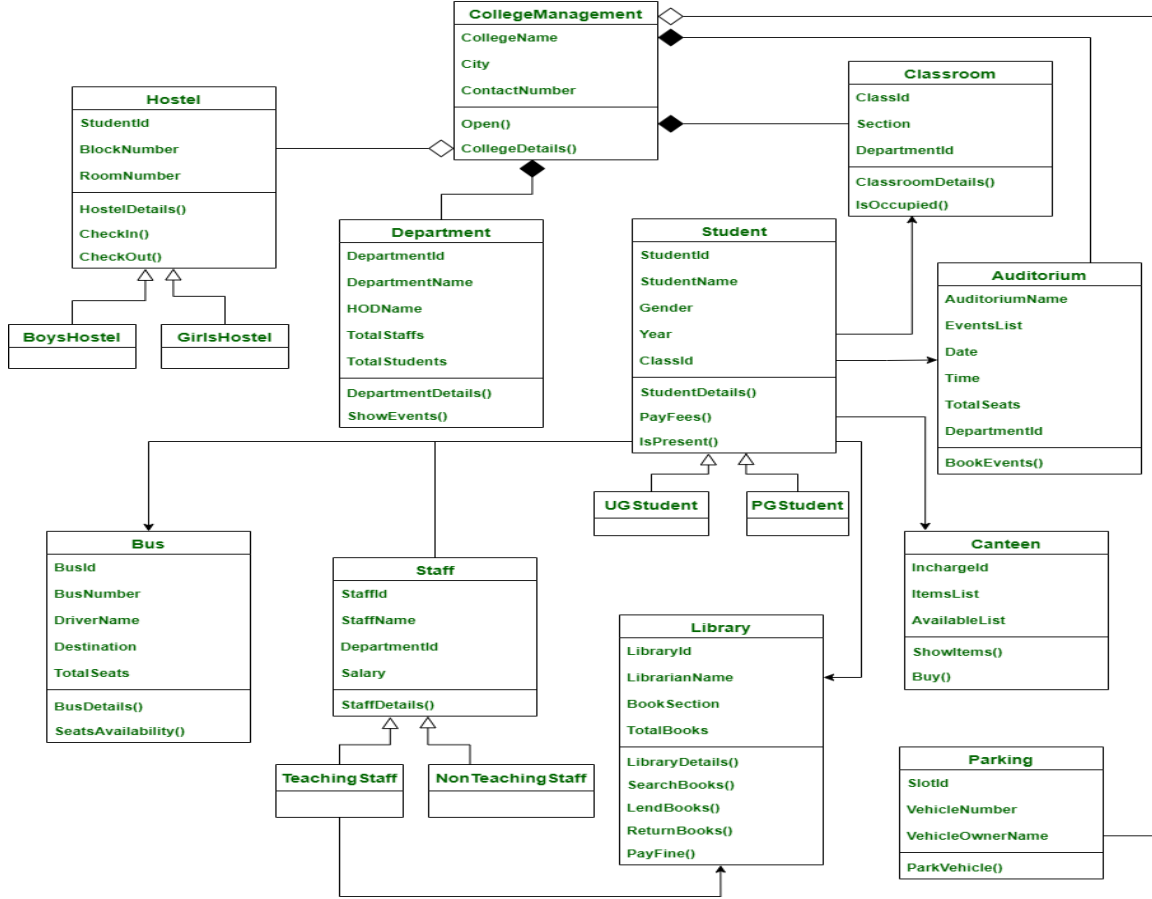 CollegeManagement
CollegeName
City
ContactNumber
Open()
CollegeDetails()
Hostel
StudentId
BlockNumber
RoomNumber
HostelDetails()
CheckIn()
CheckOut()
BoysHostel
GirlsHostel
Classroom
ClassId
Section
DepartmentId
ClassroomDetails()
IsOccupied()
Department
DepartmentId
DepartmentName
HODName
TotalStaffs
TotalStudents
DepartmentDetails()
ShowEvents()
Student
StudentId
StudentName
Gender
Year
ClassId
StudentDetails()
PayFees()
IsPresent()
UGStudent
PGStudent
Auditorium
AuditoriumName
EventsList
Date
Time
TotalSeats
DepartmentId
BookEvents()
Bus
BusId
BusNumber
DriverName
Destination
TotalSeats
BusDetails()
SeatsAvailability()
Staff
StaffId
StaffName
DepartmentId
Salary
StaffDetails()
TeachingStaff
NonTeachingStaff
Library
LibraryId
LibrarianName
BookSection
TotalBooks
LibraryDetails()
SearchBooks()
LendBooks()
ReturnBooks()
PayFine()
Canteen
InchargeId
ItemsList
AvailableList
ShowItems()
Buy()
Parking
SlotId
VehicleNumber
VehicleOwnerName
ParkVehicle()